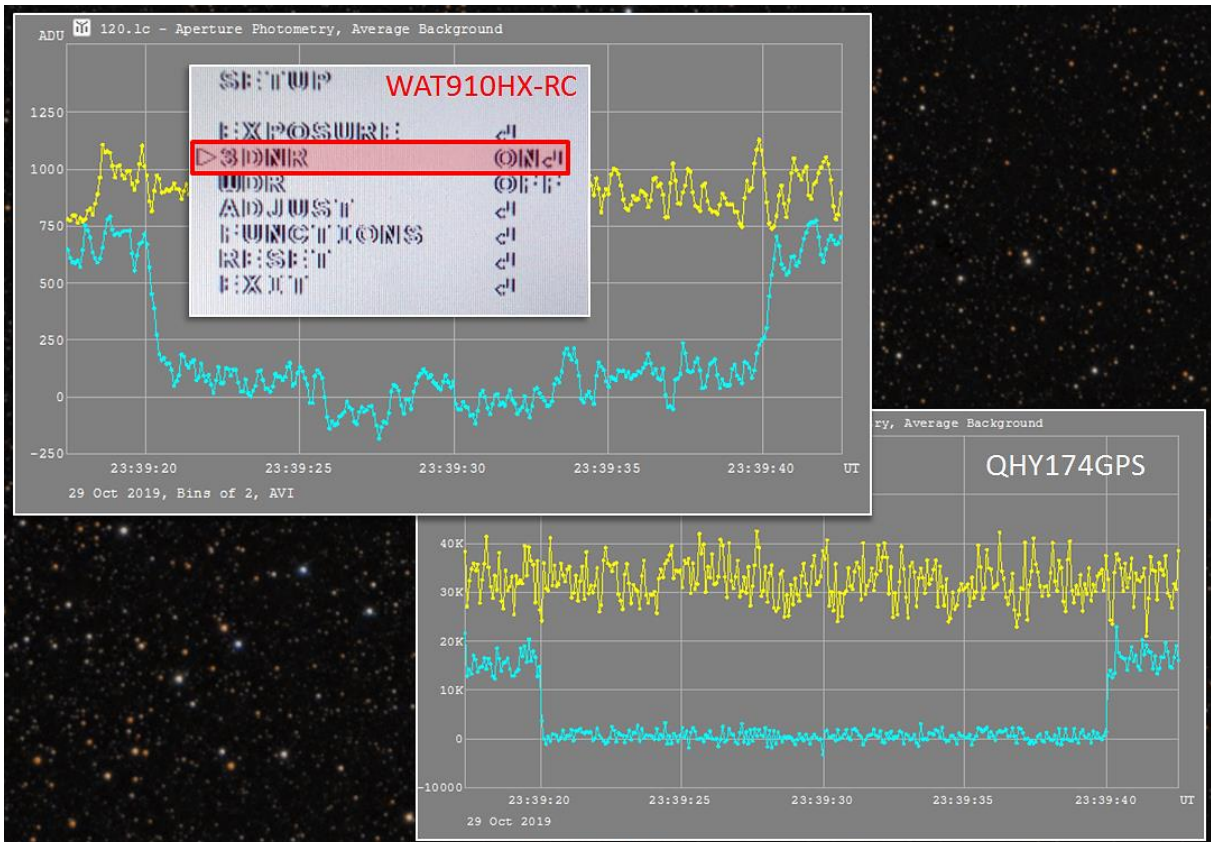 120.lc - Aperture Photometry, Average Background
ADU
1250
1000
750
500
250
0
-250
23:39:20 23:39:25 23:39:30 23:39:35 23:39:40 UT
29 Oct 2019, Bins of 2, AVI
WAT910HX-RC
SETUP
EXPOSURE ↵
▷3DNR ON↵
WDR OFF
ADJUST ↵
FUNCTIONS ↵
RESET ↵
EXIT ↵
ry, Average Background
QHY174GPS
40K
30K
20K
10K
0
-10000
23:39:20 23:39:25 23:39:30 23:39:35 23:39:40 UT
29 Oct 2019